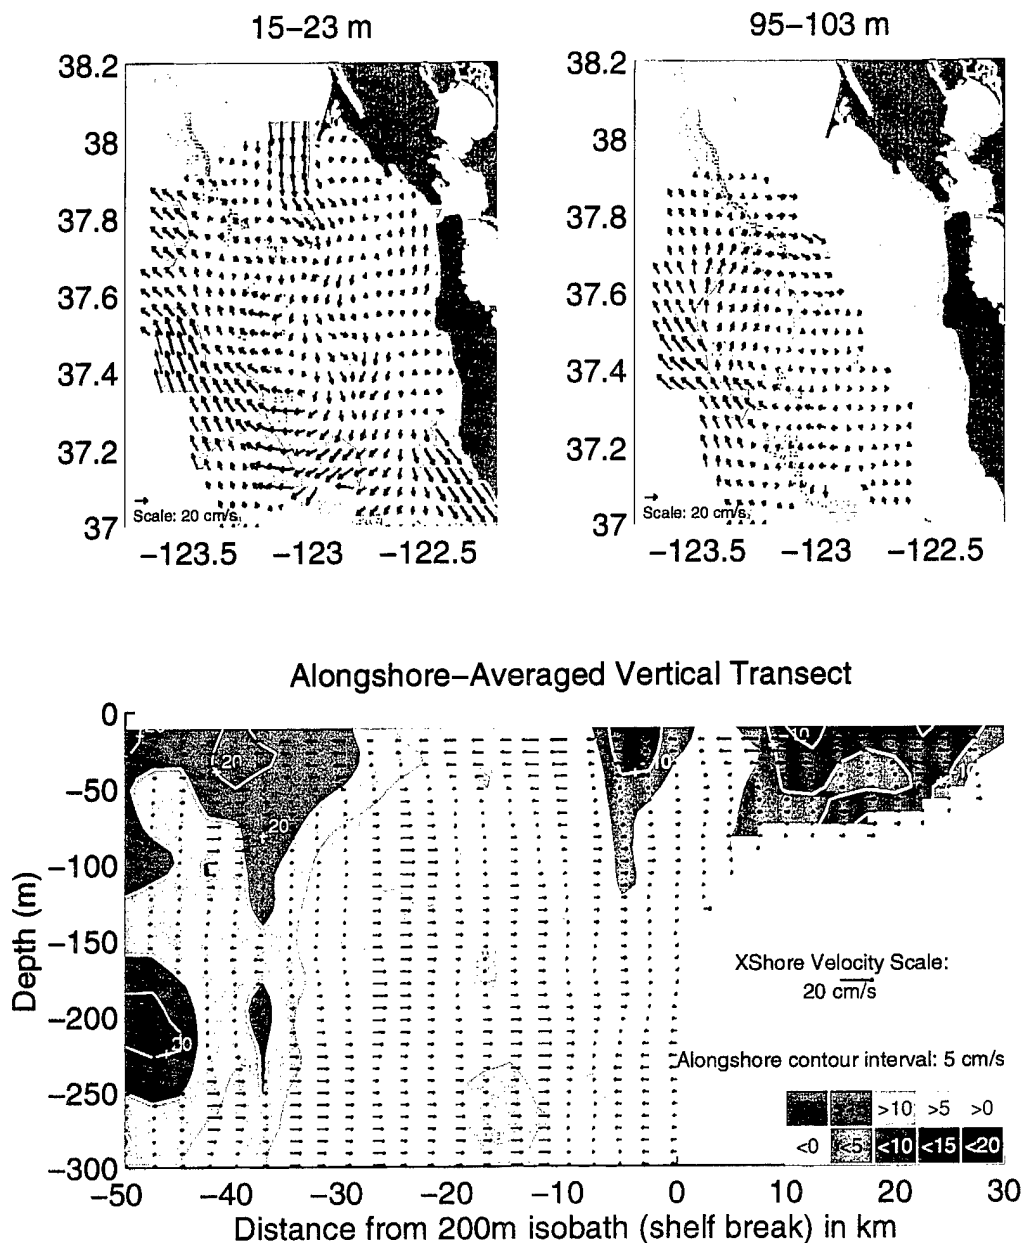 15–23 m
95–103 m
38.2
38
37.8
37.6
37.4
37.2
37
Scale: 20 cm/s
−123.5
−123
−122.5
38.2
38
37.8
37.6
37.4
37.2
37
Scale: 20 cm/s
−123.5
−123
−122.5
Alongshore–Averaged Vertical Transect
Depth (m)
0
−50
−100
−150
−200
−250
−300
20
20
20
10
10
10
XShore Velocity Scale:
20 cm/s
Alongshore contour interval: 5 cm/s
>10 >5 >0
<0 <5 <10 <15 <20
−50 −40 −30 −20 −10 0 10 20 30
Distance from 200m isobath (shelf break) in km